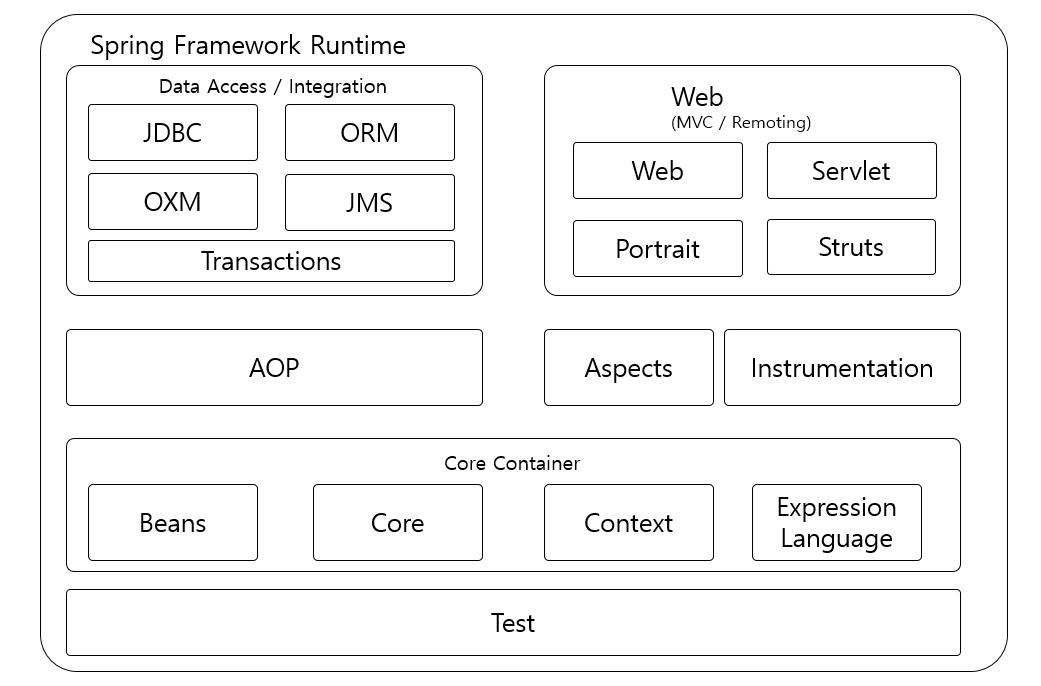 Spring Framework Runtime
Data Access / Integration
JDBC
ORM
OXM
JMS
Transactions
Web
(MVC / Remoting)
Web
Servlet
Portrait
Struts
AOP
Aspects
Instrumentation
Core Container
Beans
Core
Context
Expression
Language
Test